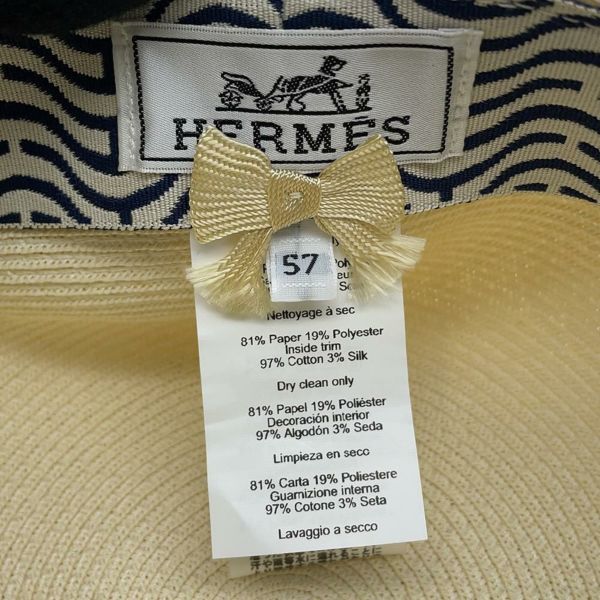 HERMÈS
57
Nettoyage à sec
81% Paper 19% Polyester
Inside trim
97% Cotton 3% Silk
Dry clean only
81% Papel 19% Poliéster
Decoración interior
97% Algodón 3% Seda
Limpieza en seco
81% Carta 19% Poliestere
Guarnizione interna
97% Cotone 3% Seta
Lavaggio a secco